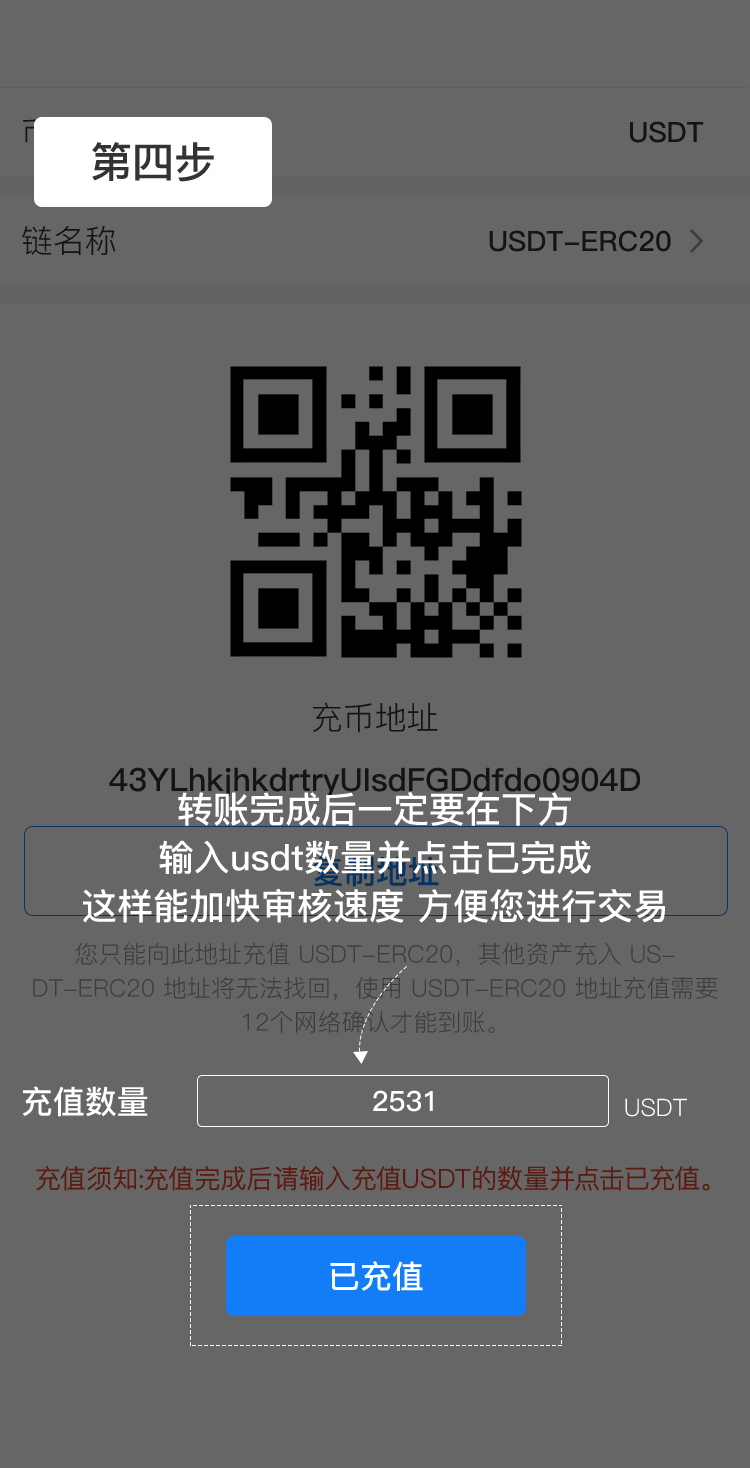 USDT
第四步
链名称 USDT-ERC20
充币地址
43YLhkjhkdrtryUIsdFGDdfdo0904D
转账完成后一定要在下方
输入usdt数量并点击已完成
复制地址
这样能加快审核速度 方便您进行交易
您只能向此地址充值 USDT-ERC20，其他资产充入 US-
DT-ERC20 地址将无法找回，使用 USDT-ERC20 地址充值需要
12个网络确认才能到账。
充值数量 2531 USDT
充值须知:充值完成后请输入充值USDT的数量并点击已充值。
已充值